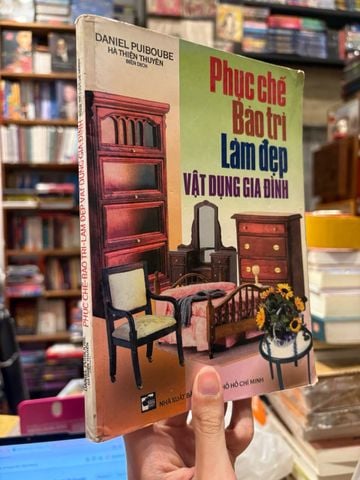 DANIEL PUIBOUBE
HÀ THIỆN THUYÊN
BIÊN DỊCH
Phục chế
Bảo trì
Làm đẹp
VẬT DỤNG GIA ĐÌNH
PHỤC CHẾ-BẢO TRÌ-LÀM ĐẸP VẬT DỤNG GIA ĐÌNH
NHÀ XUẤT BẢN
HỒ CHÍ MINH